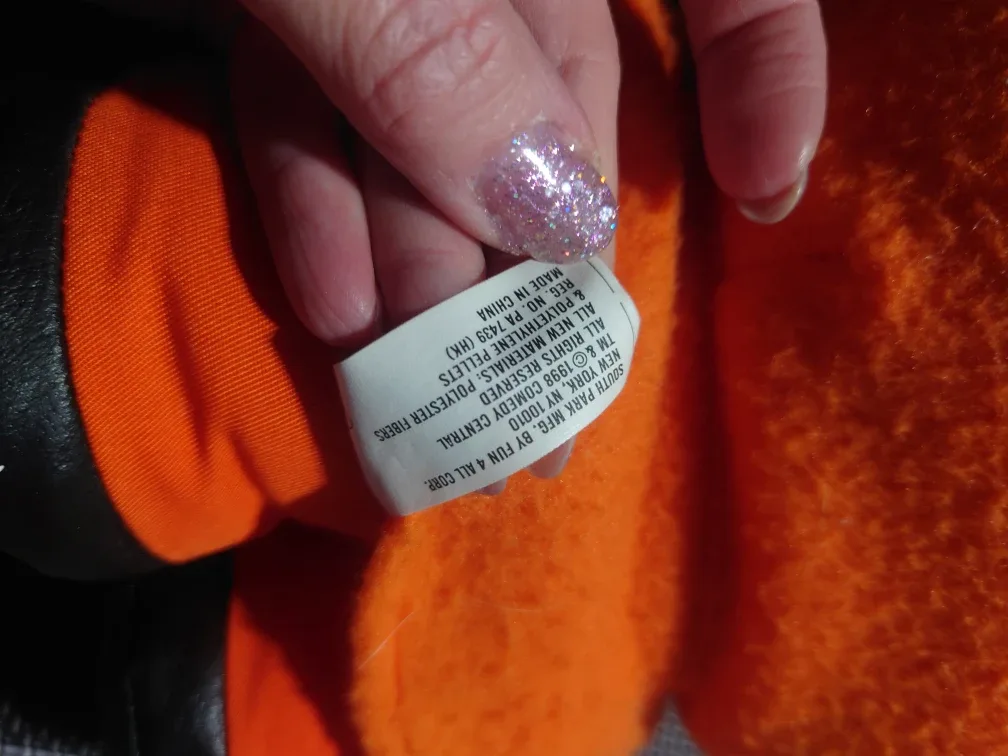 SOUTH PARK MFG. BY FUN 4 ALL CORP.
NEW YORK, NY 10010
TM & © 1998 COMEDY CENTRAL
ALL RIGHTS RESERVED
ALL NEW MATERIALS: POLYESTER FIBERS
& POLYETHYLENE PELLETS
REG. NO. PA 7439 (HK)
MADE IN CHINA